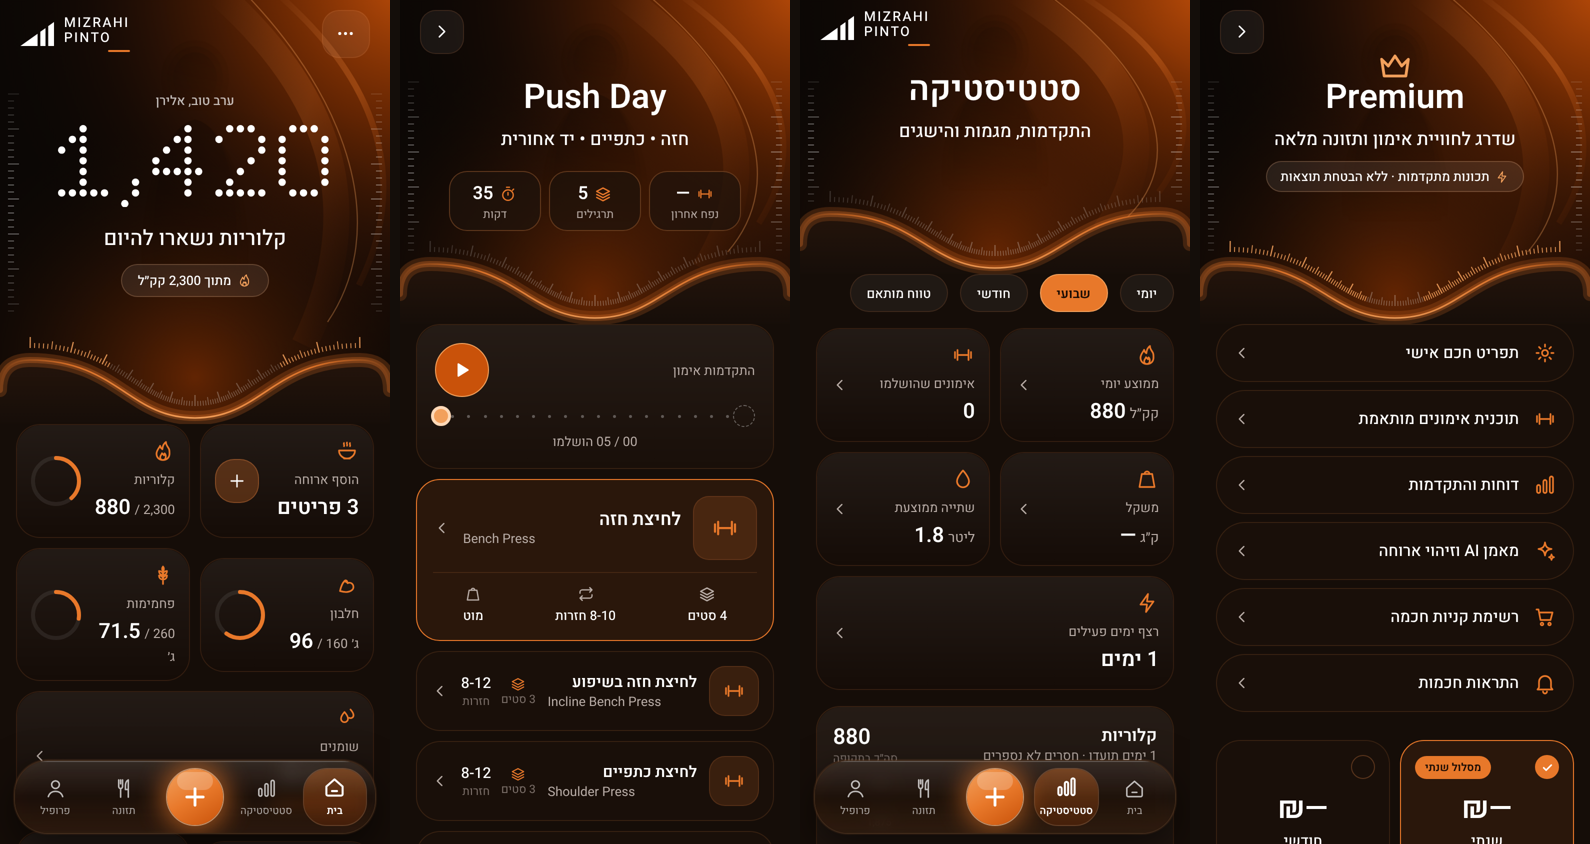 MIZRAHI
PINTO
ערב טוב, אלירן
1,420
קלוריות נשארו להיום
מתוך 2,300 קק"ל
הוסף ארוחה
3 פריטים
קלוריות
880 / 2,300
חלבון
96 / 160 ג'
פחמימות
71.5 / 260
ג'
שומנים
בית
סטטיסטיקה
תזונה
פרופיל
Push Day
חזה • כתפיים • יד אחורית
—
נפח אחרון
5
תרגילים
35
דקות
התקדמות אימון
00 / 05 הושלמו
לחיצת חזה
Bench Press
4 סטים
8-10 חזרות
מוט
לחיצת חזה בשיפוע
Incline Bench Press
3 סטים
8-12
חזרות
לחיצת כתפיים
Shoulder Press
3 סטים
8-12
חזרות
MIZRAHI
PINTO
סטטיסטיקה
התקדמות, מגמות והישגים
יומי
שבועי
חודשי
טווח מותאם
ממוצע יומי
880 קק"ל
אימונים שהושלמו
0
משקל
— ק"ג
שתייה ממוצעת
1.8 ליטר
רצף ימים פעילים
1 ימים
קלוריות
1 ימים תועדו · חסרים לא נספרים
880
סה"כ בתקופה
בית
סטטיסטיקה
תזונה
פרופיל
Premium
שדרג לחוויית אימון ותזונה מלאה
תכונות מתקדמות · ללא הבטחת תוצאות
תפריט חכם אישי
תוכנית אימונים מותאמת
דוחות והתקדמות
מאמן AI וזיהוי ארוחה
רשימת קניות חכמה
התראות חכמות
מסלול שנתי
₪—
שנתי
₪—
חודשי